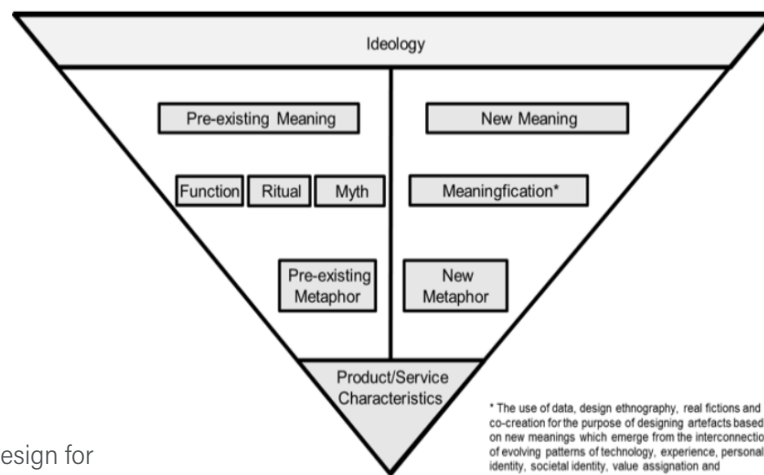 Ideology
Pre-existing Meaning
New Meaning
Function
Ritual
Myth
Meaningfication*
Pre-existing
Metaphor
New
Metaphor
Product/Service
Characteristics
* The use of data, design ethnography, real fictions and
co-creation for the purpose of designing artefacts based
on new meanings which emerge from the
of evolving patterns of technology, experience, personal
identity, societal identity, value assignation and
esign for